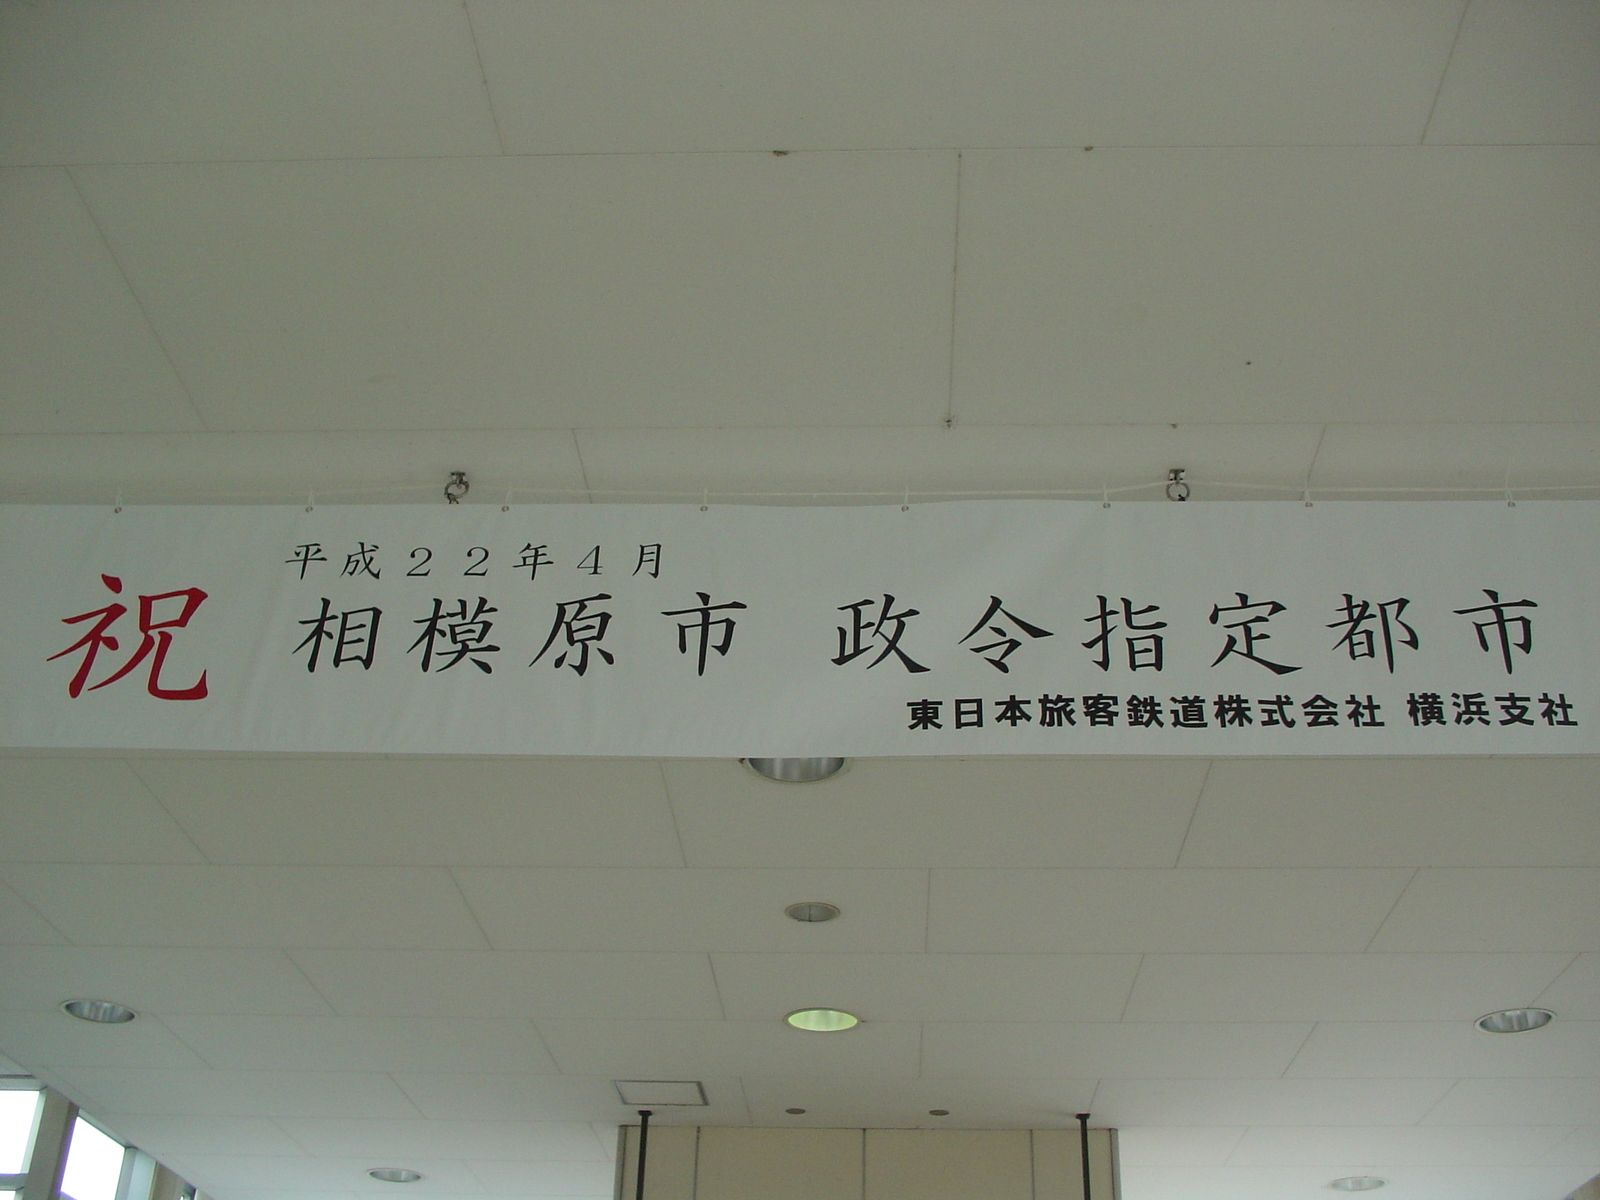 祝
平成２２年４月
相模原市 政令指定都市
東日本旅客鉄道株式会社 横浜支社